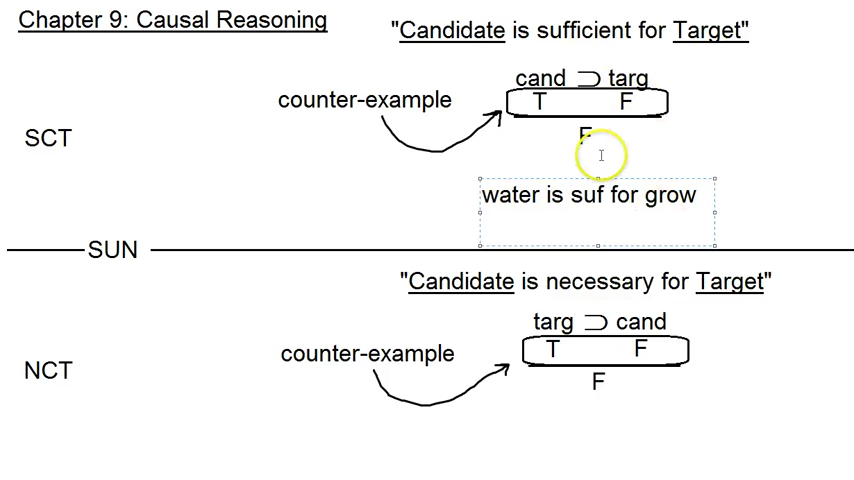 Chapter 9: Causal Reasoning
"Candidate is sufficient for Target"
cand ⊃ targ
counter-example
T F
SCT
F
water is suf for grow
SUN
"Candidate is necessary for Target"
targ ⊃ cand
counter-example
T F
NCT
F